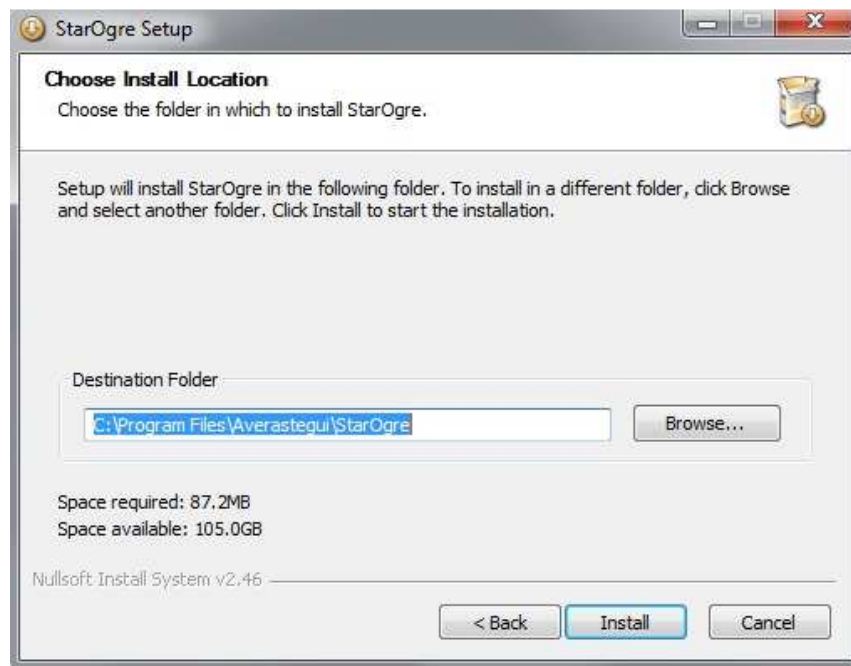 StarOgre Setup
Choose Install Location
Choose the folder in which to install StarOgre.
Setup will install StarOgre in the following folder. To install in a different folder, click Browse
and select another folder. Click Install to start the installation.
Destination Folder
C:\Program Files\Averastegui\StarOgre
Browse...
Space required: 87.2MB
Space available: 105.0GB
Nullsoft Install System v2.46
< Back
Install
Cancel